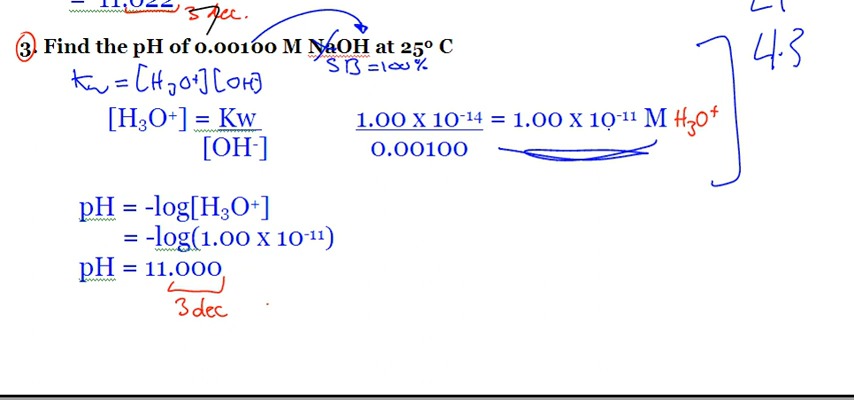 = 11.022, 3 dec.
3. Find the pH of 0.00100 M NaOH at 25⁰ C
SB = 100%
4.3
Kw = [H₃O⁺][OH⁻]
[H₃O⁺] = Kw
[OH⁻]
1.00 X 10⁻¹⁴ = 1.00 X 10⁻¹¹ M H₃O⁺
0.00100
pH = -log[H₃O⁺]
= -log(1.00 X 10⁻¹¹)
pH = 11.000
3 dec